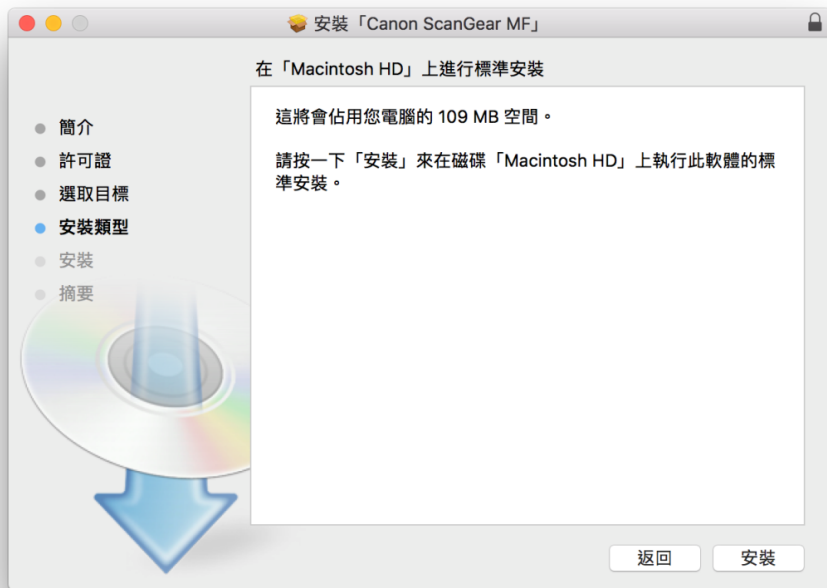 安裝「Canon ScanGear MF」
在「Macintosh HD」上進行標準安裝
簡介
許可證
選取目標
安裝類型
安裝
摘要
這將會佔用您電腦的 109 MB 空間。
請按一下「安裝」來在磁碟「Macintosh HD」上執行此軟體的標
準安裝。
返回
安裝